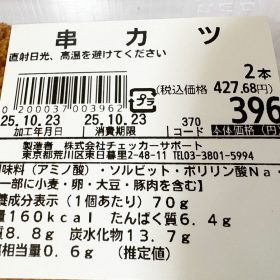 串カツ
直射日光、高温を避けてください
2本
(税込価格) 427.68円)
0200037003962
プラ
396
25.10.23 25.10.23 370
加工年月日 消費期限 コード 本体価格(円)
製造者 株式会社チェッカーサポート
東京都荒川区東日暮里2-48-11 TEL03-3801-5994
調味料(アミノ酸)・ソルビット・ポリリン酸Na・
一部に小麦・卵・大豆・豚肉を含む】
養成分表示(1個あたり)70g
量160kcal たんぱく質6.4g
質8.8g 炭水化物13.7g
相当量0.6g (推定値)